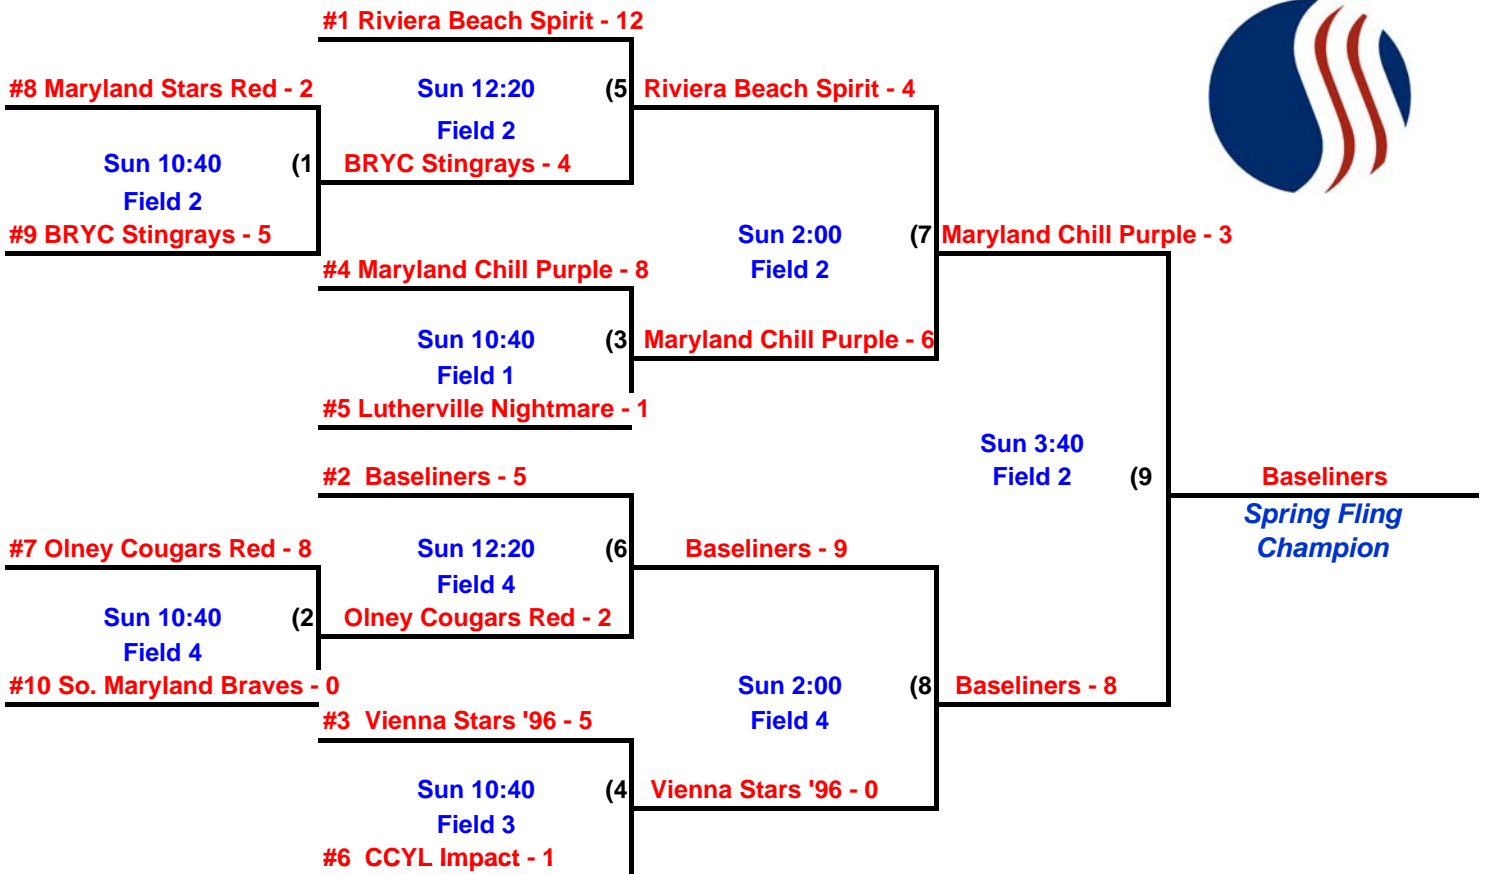 #1 Riviera Beach Spirit - 12
#8 Maryland Stars Red - 2
Sun 12:20 (5
Riviera Beach Spirit - 4
Field 2
Sun 10:40 (1
BRYC Stingrays - 4
Field 2
#9 BRYC Stingrays - 5
Sun 2:00 (7
Maryland Chill Purple - 3
#4 Maryland Chill Purple - 8
Field 2
Sun 10:40 (3
Maryland Chill Purple - 6
Field 1
#5 Lutherville Nightmare - 1
Sun 3:40
#2  Baseliners - 5
Field 2 (9
Baseliners
Spring Fling
Champion
#7 Olney Cougars Red - 8
Sun 12:20 (6
Baseliners - 9
Field 4
Sun 10:40 (2
Olney Cougars Red - 2
Field 4
#10 So. Maryland Braves - 0
Sun 2:00 (8
Baseliners - 8
#3  Vienna Stars '96 - 5
Field 4
Sun 10:40 (4
Vienna Stars '96 - 0
Field 3
#6  CCYL Impact - 1